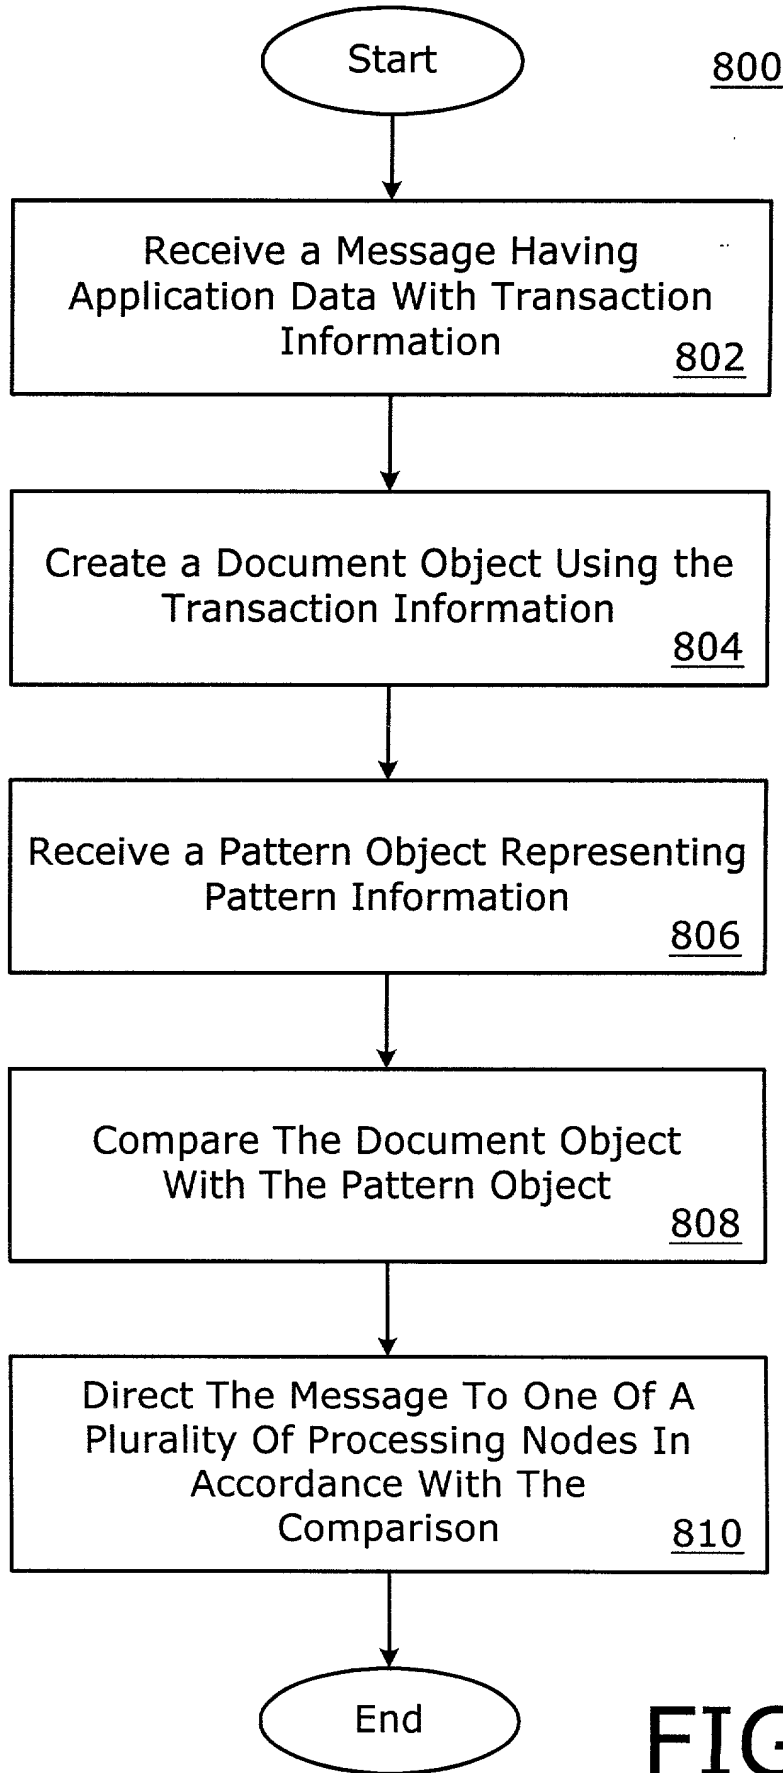 Start
800
Receive a Message Having
Application Data With Transaction
Information
802
Create a Document Object Using the
Transaction Information
804
Receive a Pattern Object Representing
Pattern Information
806
Compare The Document Object
With The Pattern Object
808
Direct The Message To One Of A
Plurality Of Processing Nodes In
Accordance With The
Comparison
810
End
FIG